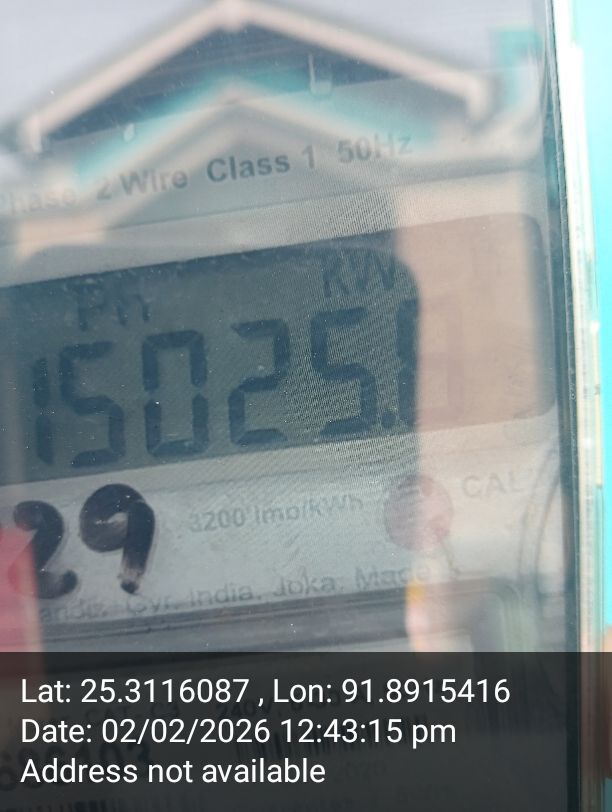 Phase 2 Wire Class 1 50Hz
kW
Ph
15025.
29
3200 imp/kWh
CAL
India, Joka, Made
Lat: 25.3116087 , Lon: 91.8915416
Date: 02/02/2026 12:43:15 pm
Address not available